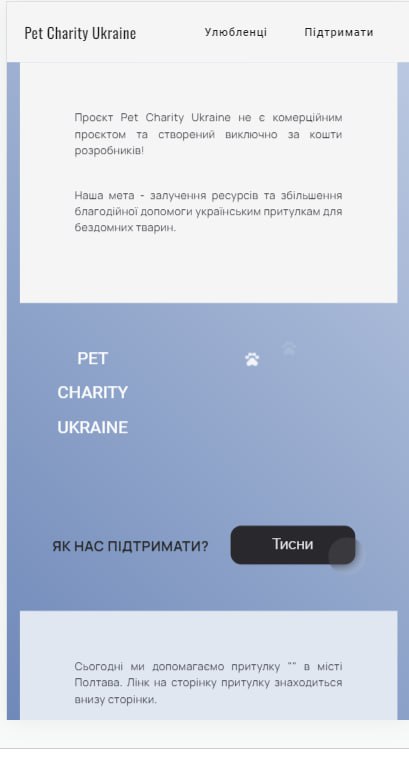 Pet Charity Ukraine
Улюбленці
Підтримати
Проєкт Pet Charity Ukraine не є комерційним
проєктом та створений виключно за кошти
розробників!
Наша мета - залучення ресурсів та збільшення
благодійної допомоги українським притулкам для
бездомних тварин.
PET
CHARITY
UKRAINE
ЯК НАС ПІДТРИМАТИ?
Тисни
Сьогодні ми допомагаємо притулку "" в місті
Полтава. Лінк на сторінку притулку знаходиться
внизу сторінки.